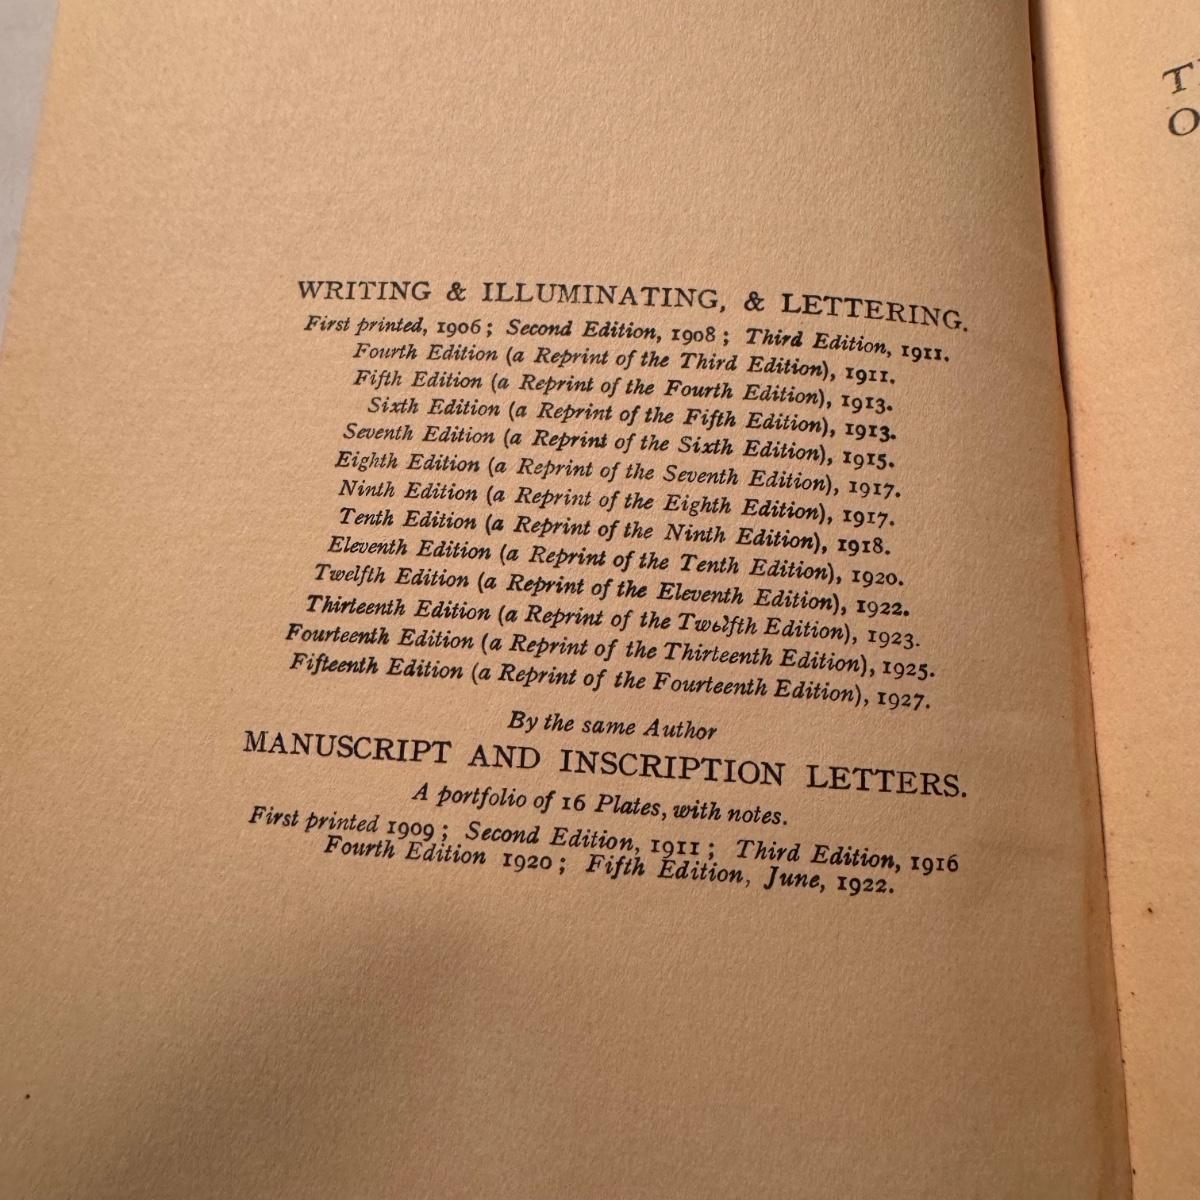 WRITING & ILLUMINATING, & LETTERING.
First printed, 1906; Second Edition, 1908; Third Edition, 1911.
Fourth Edition (a Reprint of the Third Edition), 1911.
Fifth Edition (a Reprint of the Fourth Edition), 1913.
Sixth Edition (a Reprint of the Fifth Edition), 1913.
Seventh Edition (a Reprint of the Sixth Edition), 1915.
Eighth Edition (a Reprint of the Seventh Edition), 1917.
Ninth Edition (a Reprint of the Eighth Edition), 1917.
Tenth Edition (a Reprint of the Ninth Edition), 1918.
Eleventh Edition (a Reprint of the Tenth Edition), 1920.
Twelfth Edition (a Reprint of the Eleventh Edition), 1922.
Thirteenth Edition (a Reprint of the Twelfth Edition), 1923.
Fourteenth Edition (a Reprint of the Thirteenth Edition), 1925.
Fifteenth Edition (a Reprint of the Fourteenth Edition), 1927.
By the same Author
MANUSCRIPT AND INSCRIPTION LETTERS.
A portfolio of 16 Plates, with notes.
First printed 1909; Second Edition, 1911; Third Edition, 1916
Fourth Edition 1920; Fifth Edition, June, 1922.